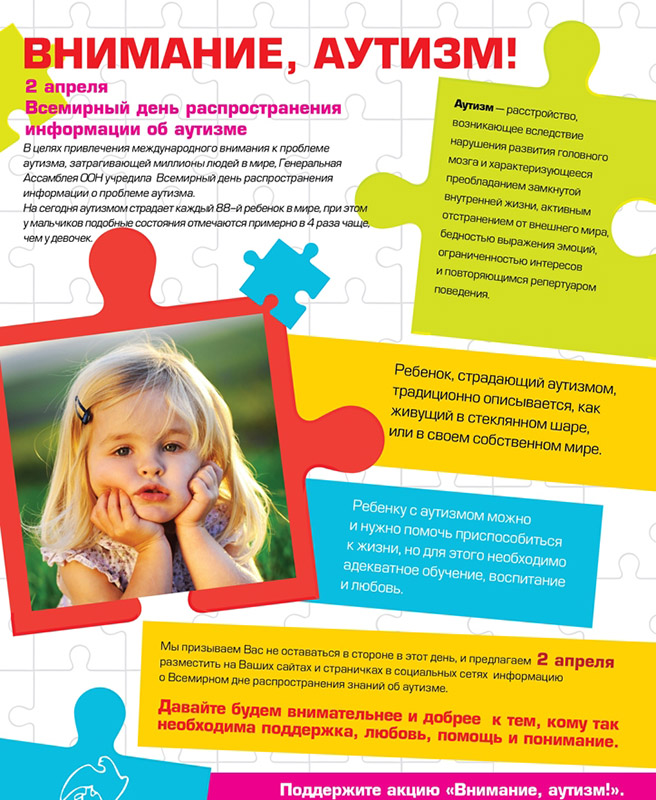 ВНИМАНИЕ, АУТИЗМ!
2 апреля
Всемирный день распространения
информации об аутизме
В целях привлечения международного внимания к проблеме
аутизма, затрагивающей миллионы людей в мире, Генеральная
Ассамблея ООН учредила Всемирный день распространения
информации о проблеме аутизма.
На сегодня аутизмом страдает каждый 88–й ребенок в мире, при этом
у мальчиков подобные состояния отмечаются примерно в 4 раза чаще,
чем у девочек.
Аутизм — расстройство,
возникающее вследствие
нарушения развития головного
мозга и характеризующееся
преобладанием замкнутой
внутренней жизни, активным
отстранением от внешнего мира,
бедностью выражения эмоций,
ограниченностью интересов
и повторяющимся репертуаром
поведения.
Ребенок, страдающий аутизмом,
традиционно описывается, как
живущий в стеклянном шаре,
или в своем собственном мире.
Ребенку с аутизмом можно
и нужно помочь приспособиться
к жизни, но для этого необходимо
адекватное обучение, воспитание
и любовь.
Мы призываем Вас не оставаться в стороне в этот день, и предлагаем 2 апреля
разместить на Ваших сайтах и страничках в социальных сетях информацию
о Всемирном дне распространения знаний об аутизме.
Давайте будем внимательнее и добрее к тем, кому так
необходима поддержка, любовь, помощь и понимание.
Поддержите акцию «Внимание, аутизм!».